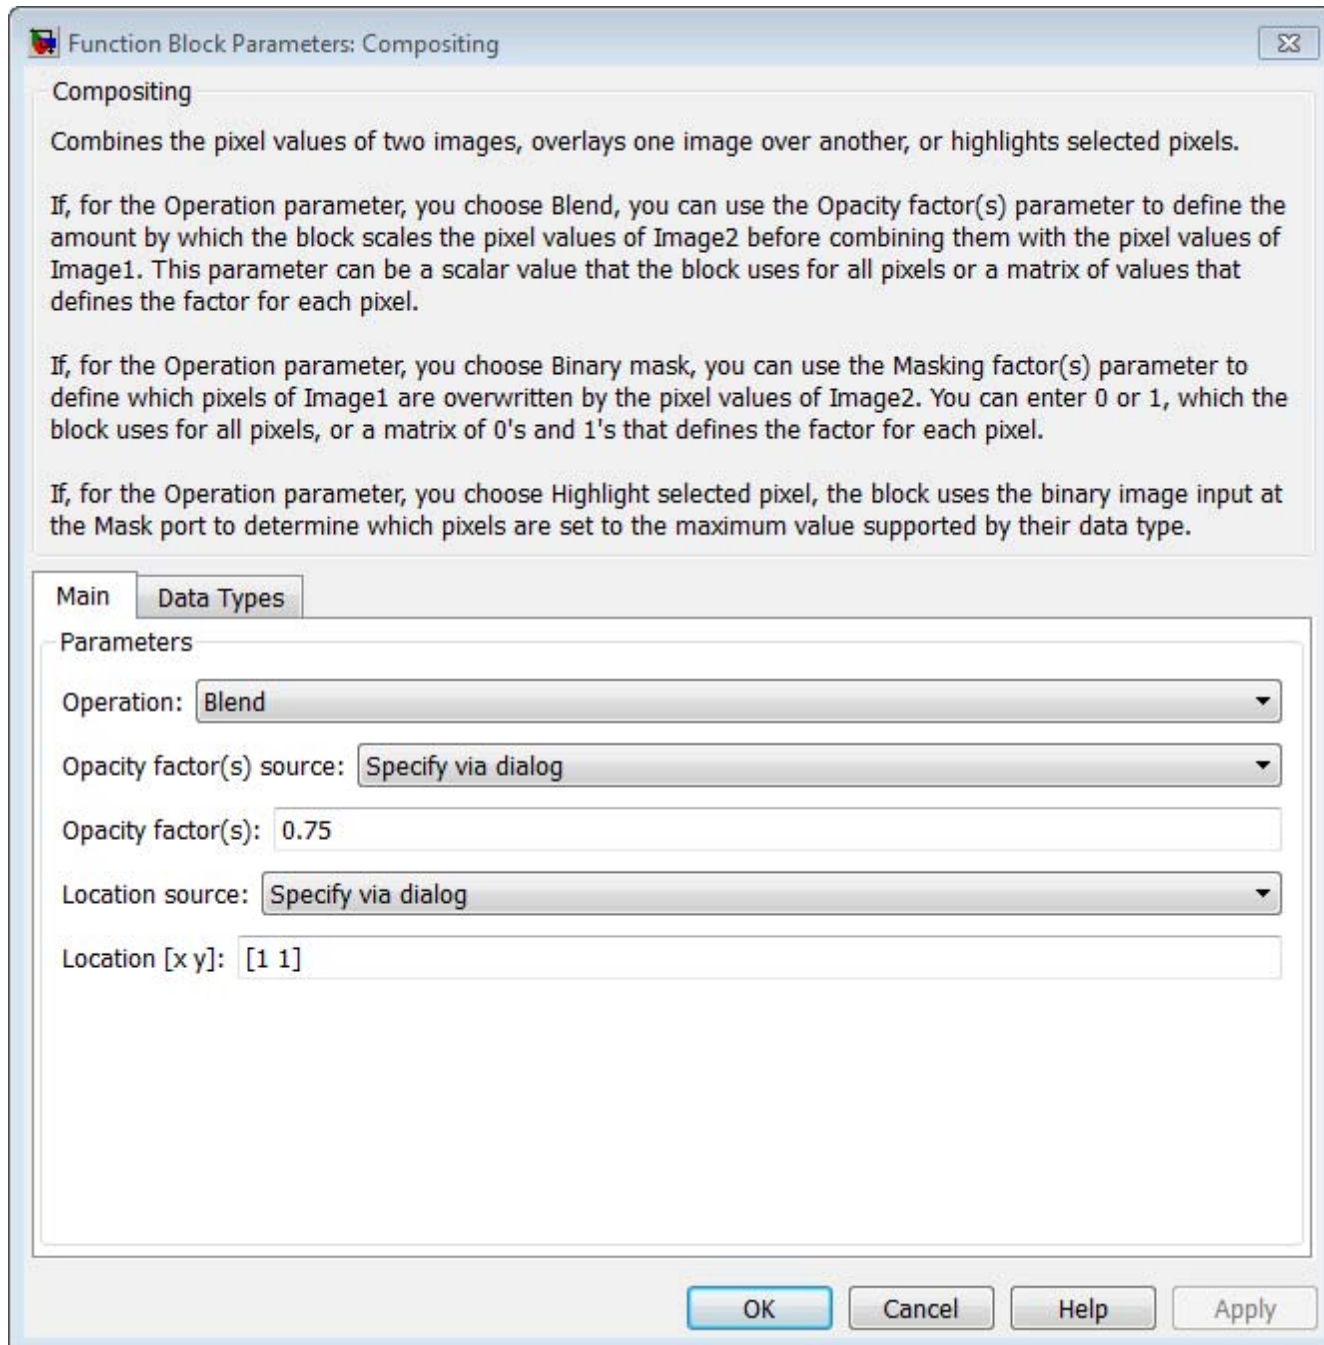 Function Block Parameters: Compositing
Compositing
Combines the pixel values of two images, overlays one image over another, or highlights selected pixels.
If, for the Operation parameter, you choose Blend, you can use the Opacity factor(s) parameter to define the
amount by which the block scales the pixel values of Image2 before combining them with the pixel values of
Image1. This parameter can be a scalar value that the block uses for all pixels or a matrix of values that
defines the factor for each pixel.
If, for the Operation parameter, you choose Binary mask, you can use the Masking factor(s) parameter to
define which pixels of Image1 are overwritten by the pixel values of Image2. You can enter 0 or 1, which the
block uses for all pixels, or a matrix of 0's and 1's that defines the factor for each pixel.
If, for the Operation parameter, you choose Highlight selected pixel, the block uses the binary image input at
the Mask port to determine which pixels are set to the maximum value supported by their data type.
Main Data Types
Parameters
Operation: Blend
Opacity factor(s) source: Specify via dialog
Opacity factor(s): 0.75
Location source: Specify via dialog
Location [x y]: [1 1]
OK Cancel Help Apply